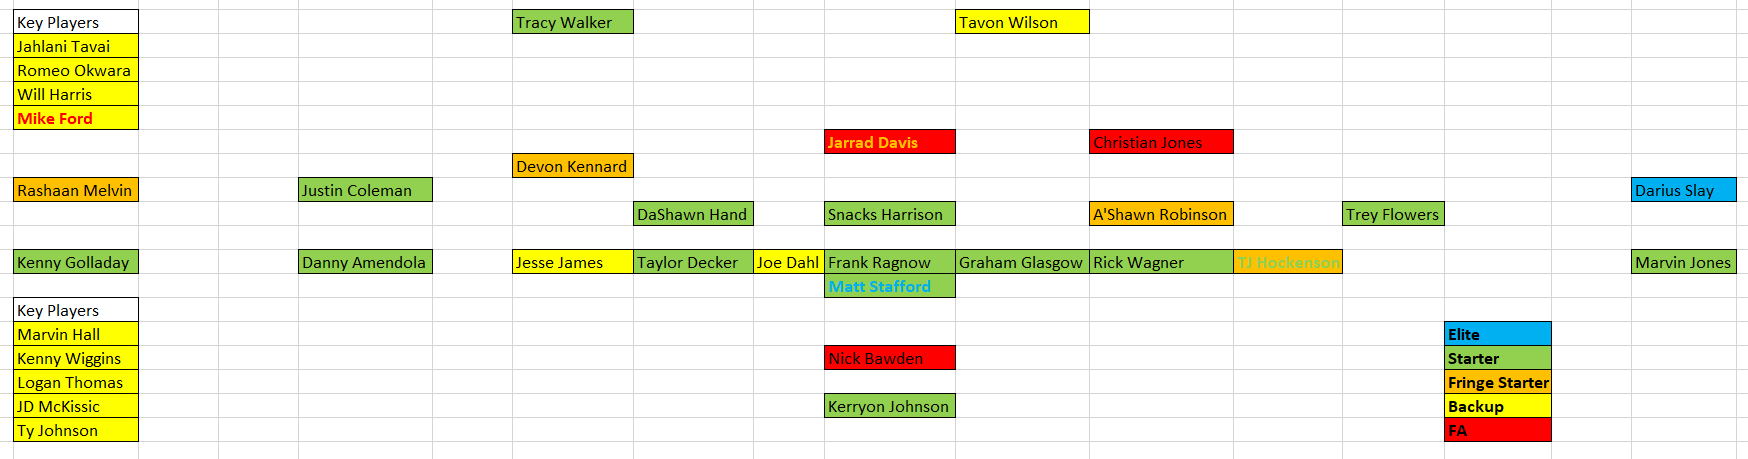 Key Players Tracy Walker Tavon Wilson
Jahlani Tavai
Romeo Okwara
Will Harris
Mike Ford
Jarrad Davis Christian Jones
Devon Kennard
Rashaan Melvin Justin Coleman Darius Slay
DaShawn Hand Snacks Harrison A'Shawn Robinson Trey Flowers
Kenny Golladay Danny Amendola Jesse James Taylor Decker Joe Dahl Frank Ragnow Graham Glasgow Rick Wagner TJ Hockenson Marvin Jones
Matt Stafford
Key Players
Marvin Hall Elite
Kenny Wiggins Nick Bawden Starter
Logan Thomas Fringe Starter
JD McKissic Kerryon Johnson Backup
Ty Johnson FA